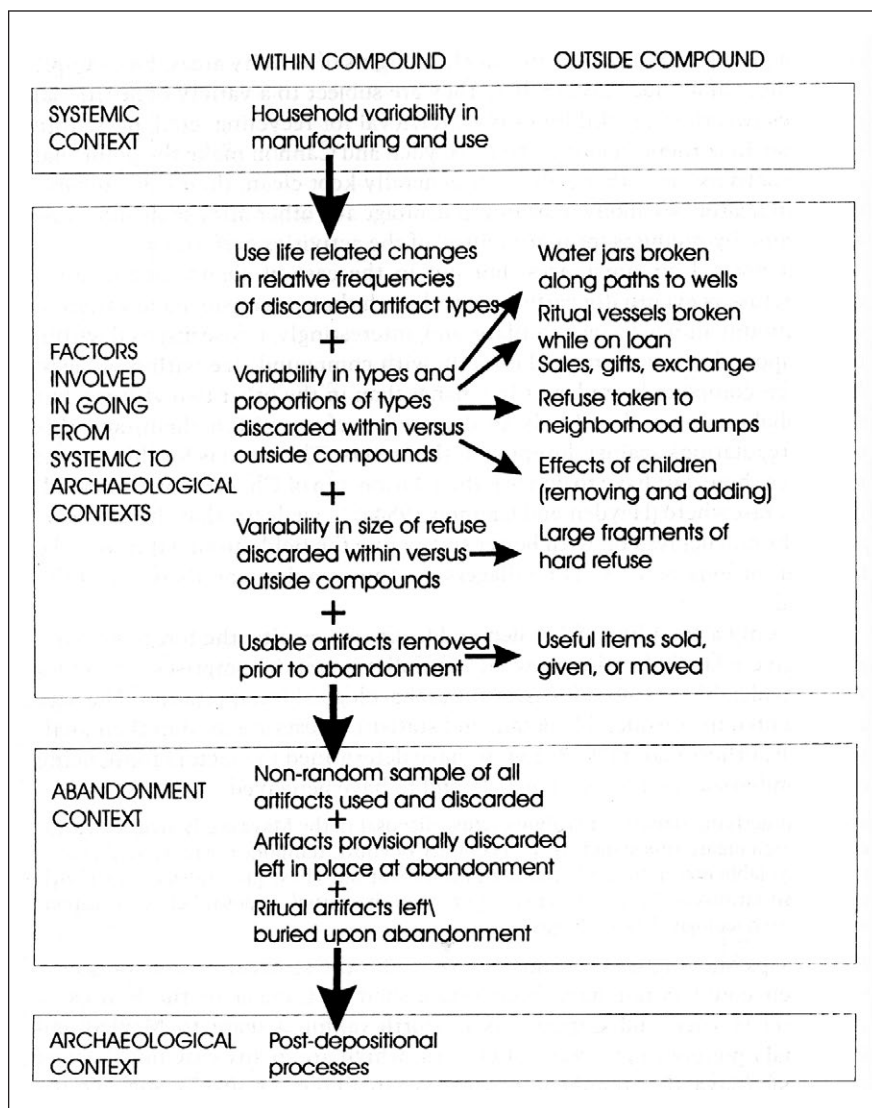 WITHIN COMPOUND
OUTSIDE COMPOUND
SYSTEMIC
CONTEXT
Household variability in
manufacturing and use
FACTORS
INVOLVED
IN GOING
FROM
SYSTEMIC TO
ARCHAEOLOGICAL
CONTEXTS
Use life related changes
in relative frequencies
of discarded artifact types
+
Variability in types and
proportions of types
discarded within versus
outside compounds
+
Variability in size of refuse
discarded within versus
outside compounds
+
Usable artifacts removed
prior to abandonment
Water jars broken
along paths to wells
Ritual vessels broken
while on loan
Sales, gifts, exchange
Refuse taken to
neighborhood dumps
Effects of children
(removing and adding)
Large fragments of
hard refuse
Useful items sold,
given, or moved
ABANDONMENT
CONTEXT
Non-random sample of all
artifacts used and discarded
+
Artifacts provisionally discarded
left in place at abandonment
+
Ritual artifacts left\
buried upon abandonment
ARCHAEOLOGICAL
CONTEXT
Post-depositional
processes